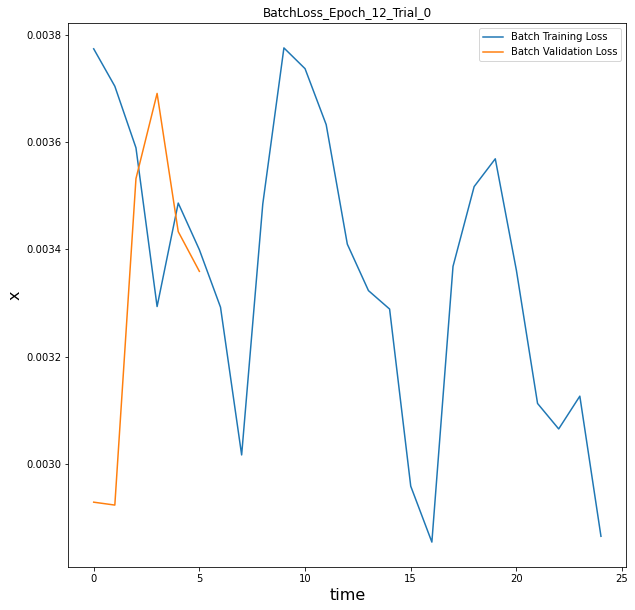 BatchLoss_Epoch_12_Trial_0
Batch Training Loss
Batch Validation Loss
0.0038
0.0036
0.0034
0.0032
0.0030
x
0 5 10 15 20 25
time